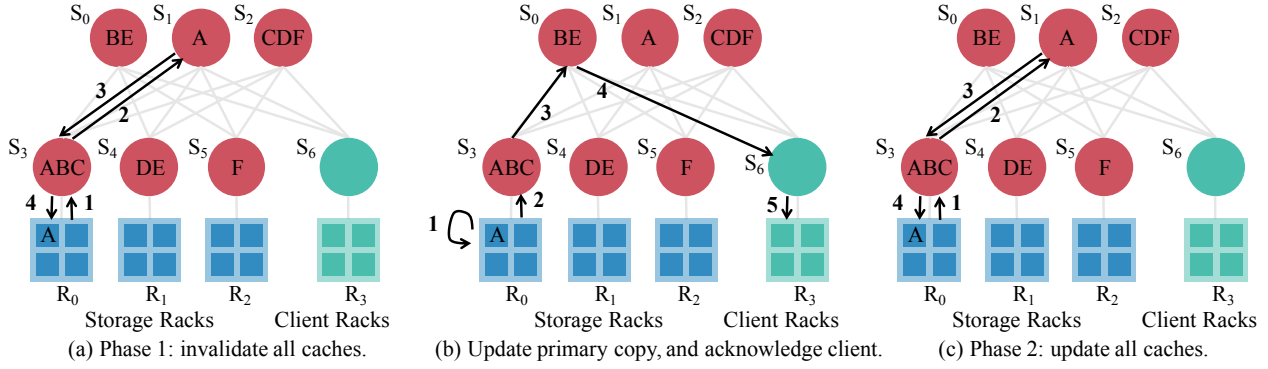 S0 S1 S2 S0 S1 S2 S0 S1 S2
BE A CDF BE A CDF BE A CDF
3 4 3
2 3 2
S3 S4 S5 S6 S3 S4 S5 S6 S3 S4 S5 S6
ABC DE F ABC DE F ABC DE F
4 1 2 5 4 1
A 1 A A
R0 R1 R2 R3 R0 R1 R2 R3 R0 R1 R2 R3
Storage Racks Client Racks Storage Racks Client Racks Storage Racks Client Racks
(a) Phase 1: invalidate all caches. (b) Update primary copy, and acknowledge client. (c) Phase 2: update all caches.